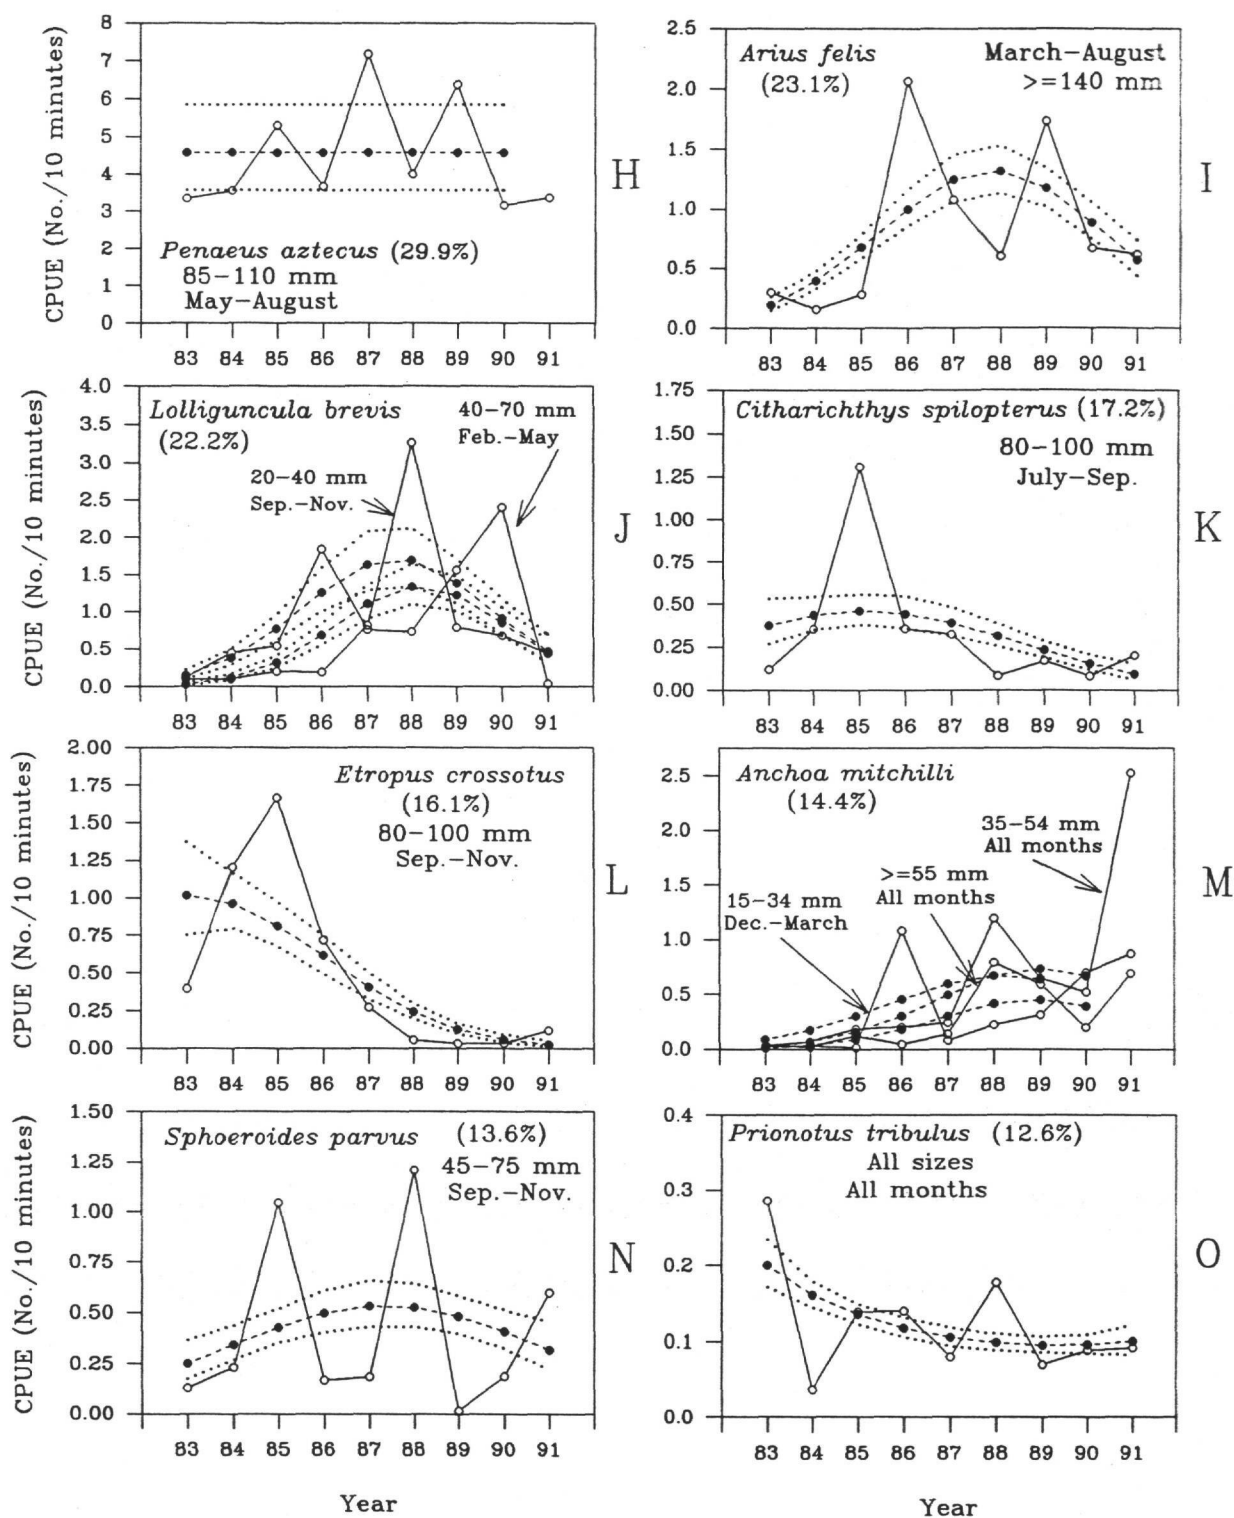 CPUE (No./10 minutes)
8
7
6
5
4
3
2
1
0
Penaeus aztecus (29.9%)
85−110 mm
May−August
83 84 85 86 87 88 89 90 91
H
2.5
2.0
1.5
1.0
0.5
0.0
Arius felis
(23.1%)
March−August
>=140 mm
83 84 85 86 87 88 89 90 91
I
CPUE (No./10 minutes)
4.0
3.5
3.0
2.5
2.0
1.5
1.0
0.5
0.0
Lolliguncula brevis
(22.2%)
40−70 mm
Feb.−May
20−40 mm
Sep.−Nov.
83 84 85 86 87 88 89 90 91
J
1.75
1.50
1.25
1.00
0.75
0.50
0.25
0.00
Citharichthys spilopterus (17.2%)
80−100 mm
July−Sep.
83 84 85 86 87 88 89 90 91
K
CPUE (No./10 minutes)
2.00
1.75
1.50
1.25
1.00
0.75
0.50
0.25
0.00
Etropus crossotus
(16.1%)
80−100 mm
Sep.−Nov.
83 84 85 86 87 88 89 90 91
L
2.5
2.0
1.5
1.0
0.5
0.0
Anchoa mitchilli
(14.4%)
35−54 mm
All months
>=55 mm
All months
15−34 mm
Dec.−March
83 84 85 86 87 88 89 90 91
M
CPUE (No./10 minutes)
1.50
1.25
1.00
0.75
0.50
0.25
0.00
Sphoeroides parvus (13.6%)
45−75 mm
Sep.−Nov.
83 84 85 86 87 88 89 90 91
Year
N
0.4
0.3
0.2
0.1
0.0
Prionotus tribulus (12.6%)
All sizes
All months
83 84 85 86 87 88 89 90 91
Year
O